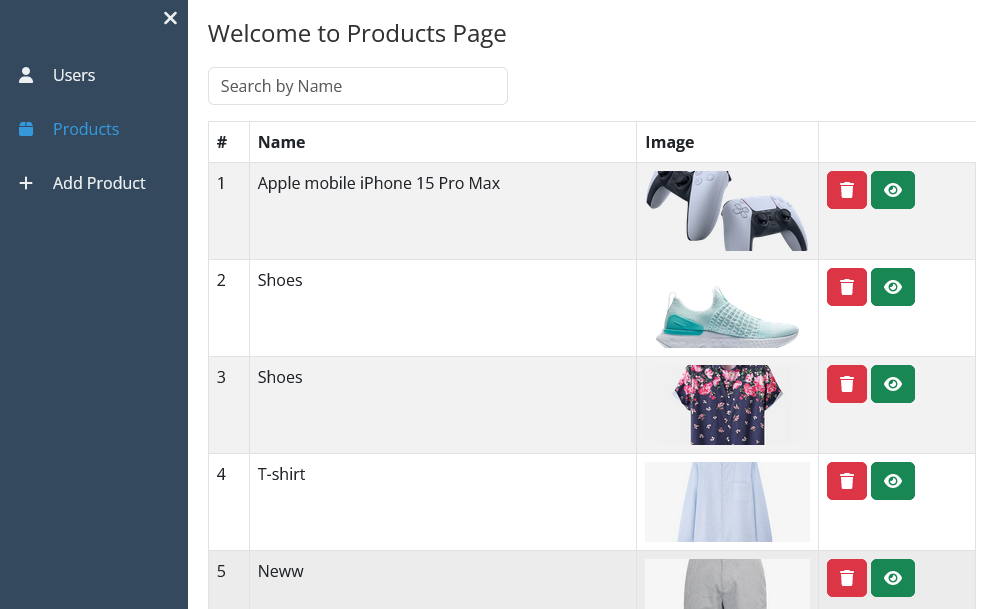 Users
Products
Add Product
Welcome to Products Page
Search by Name
# Name Image
1 Apple mobile iPhone 15 Pro Max
2 Shoes
3 Shoes
4 T-shirt
5 Neww